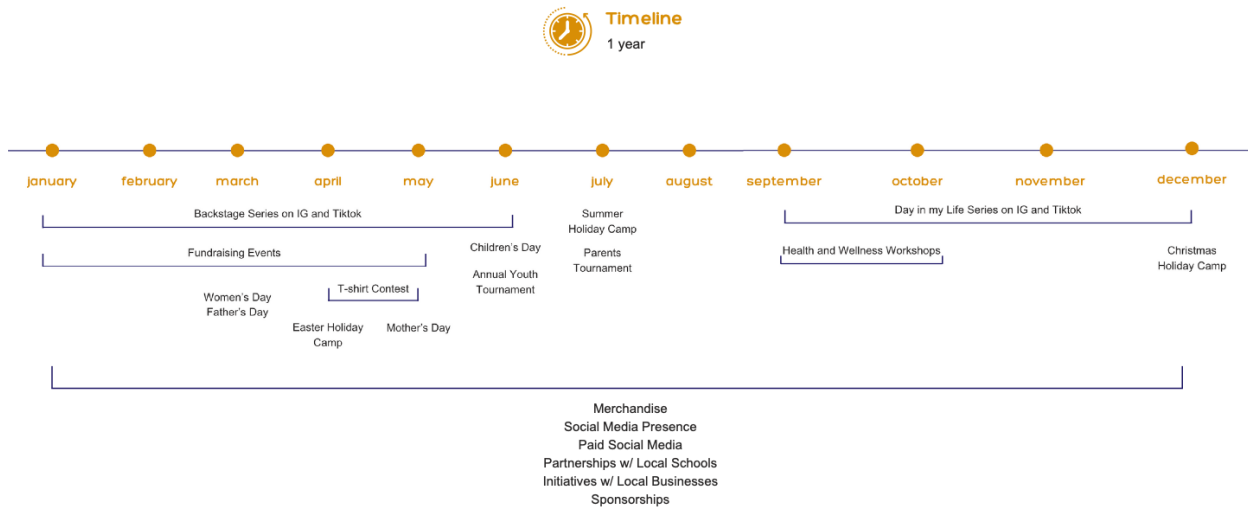 Timeline
1 year
january
february
march
april
may
june
july
august
september
october
november
december
Backstage Series on IG and Tiktok
Summer
Holiday Camp
Day in my Life Series on IG and Tiktok
Fundraising Events
Children's Day
Parents
Tournament
Health and Wellness Workshops
Christmas
Holiday Camp
Annual Youth
Tournament
T-shirt Contest
Women's Day
Father's Day
Easter Holiday
Camp
Mother's Day
Merchandise
Social Media Presence
Paid Social Media
Partnerships w/ Local Schools
Initiatives w/ Local Businesses
Sponsorships